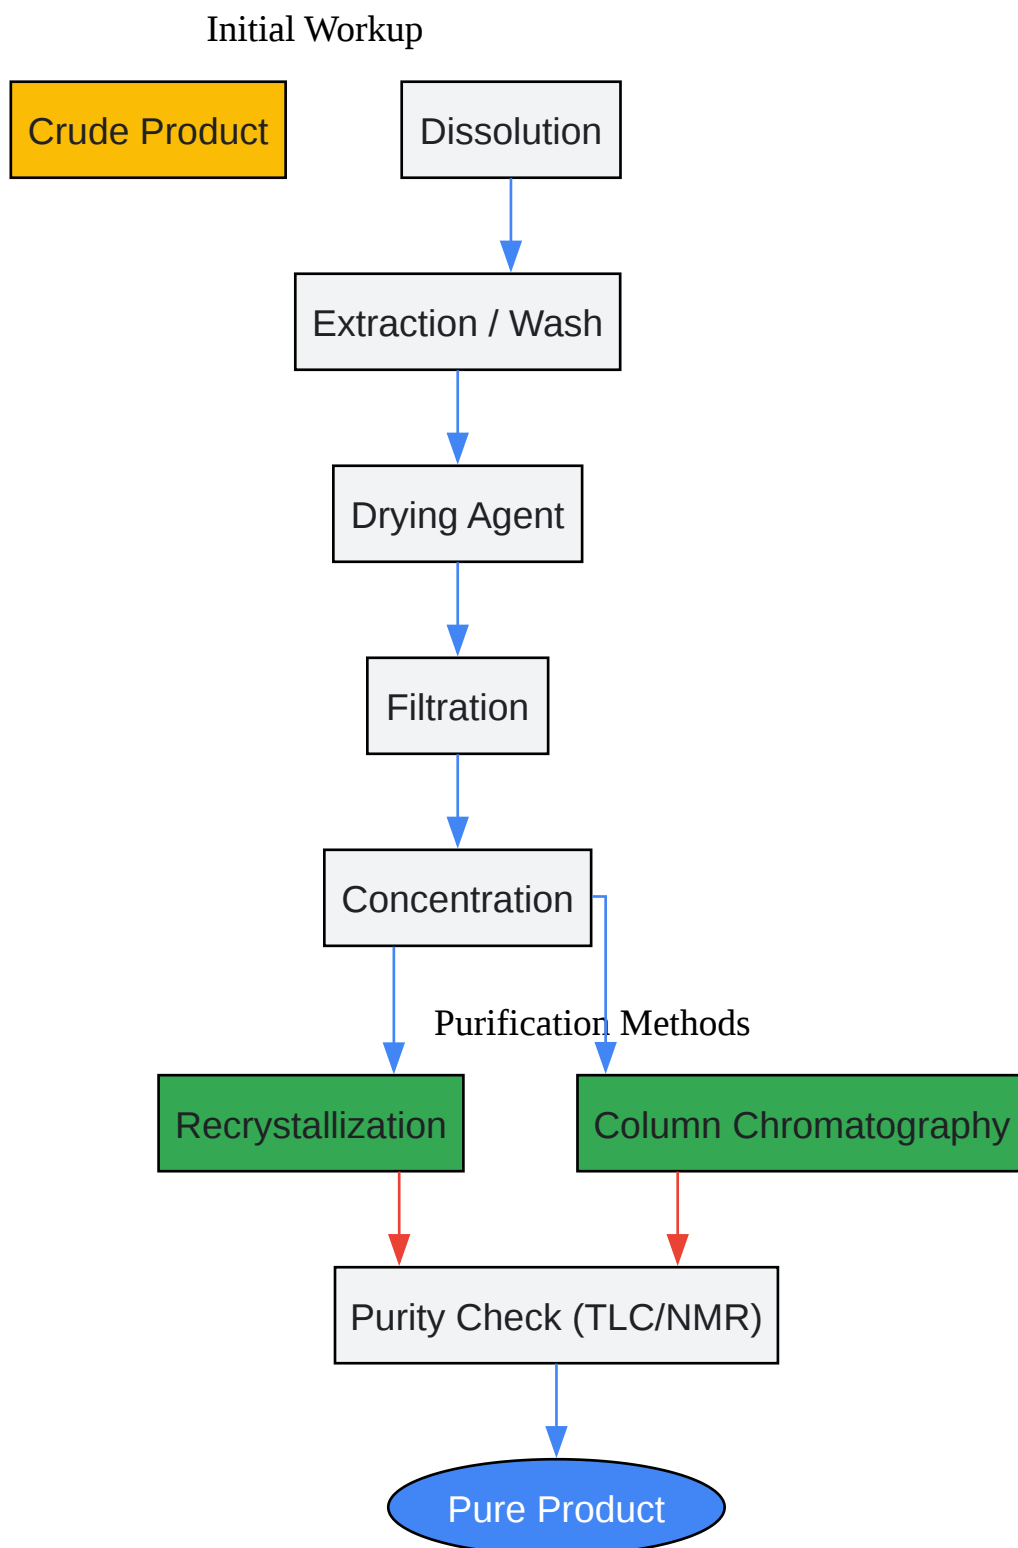 Initial Workup
Crude Product
Dissolution
Extraction / Wash
Drying Agent
Filtration
Concentration
Purification Methods
Recrystallization
Column Chromatography
Purity Check (TLC/NMR)
Pure Product